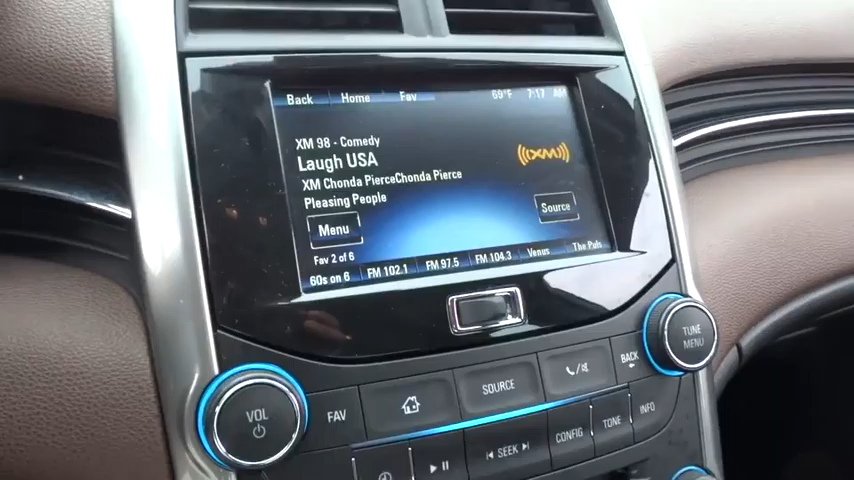 Back Home Fav 69°F 7:17 AM
XM 98 - Comedy
Laugh USA
XM
XM Chonda PierceChonda Pierce
Pleasing People
Menu Source
Fav 2 of 6
60s on 6 FM 102.1 FM 97.5 FM 104.3 Venus The Puls
VOL FAV SOURCE BACK TUNE MENU
SEEK CONFIG TONE INFO